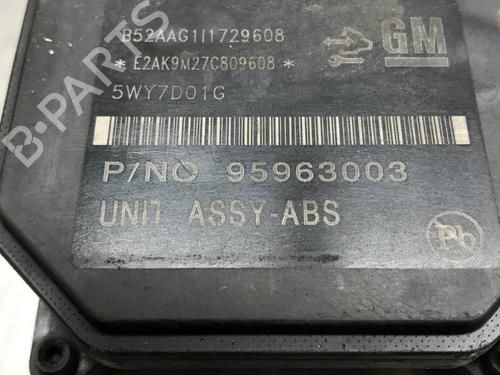 B52AAG1I1729608
* E2AK9M27C809608 *
5WY7D01G
GM
P/NO 95963003
UNIT ASSY-ABS
Pb
B-PARTS